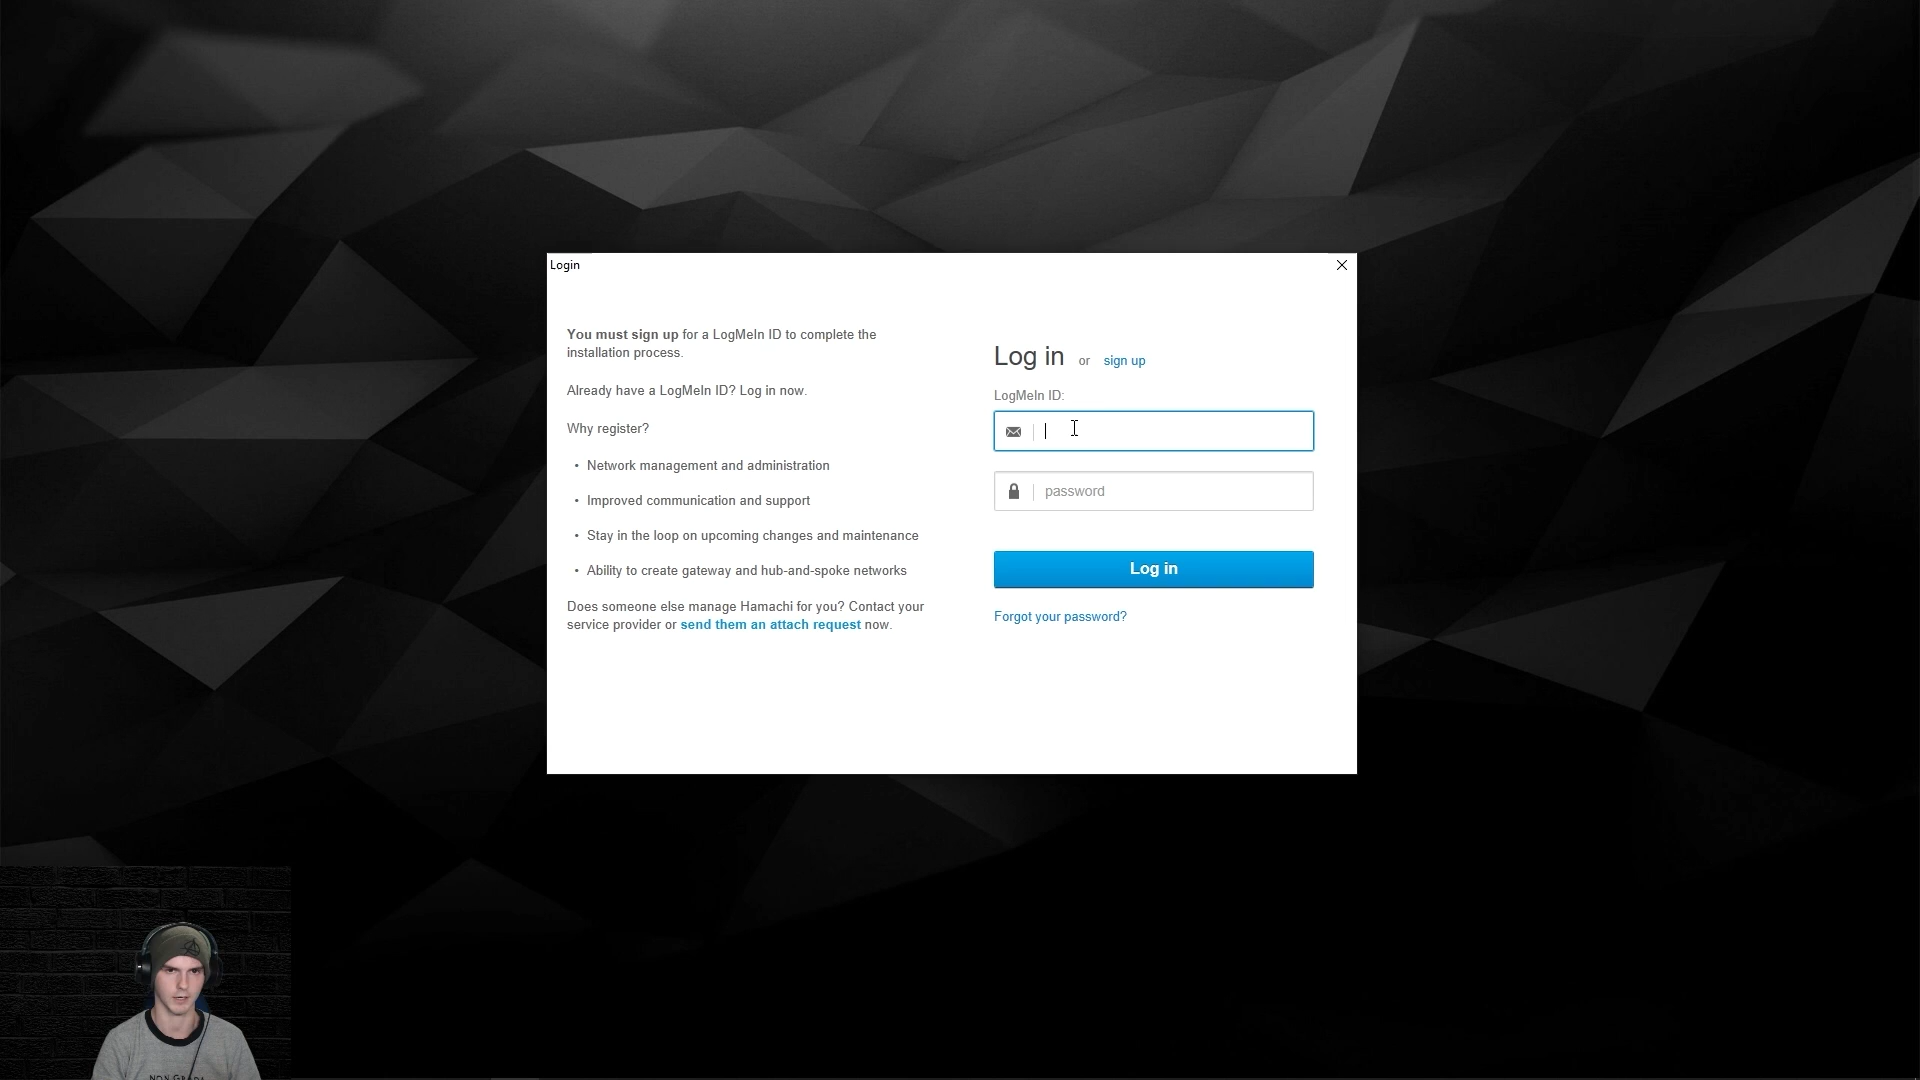 Login
You must sign up for a LogMeIn ID to complete the
installation process.
Already have a LogMeIn ID? Log in now.
Why register?
• Network management and administration
• Improved communication and support
• Stay in the loop on upcoming changes and maintenance
• Ability to create gateway and hub-and-spoke networks
Does someone else manage Hamachi for you? Contact your
service provider or send them an attach request now.
Log in or sign up
LogMeIn ID:
password
Log in
Forgot your password?
NON GRATA